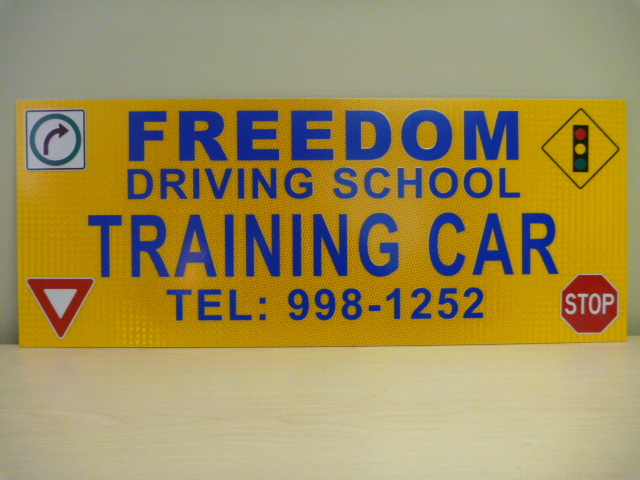 FREEDOM
DRIVING SCHOOL
TRAINING CAR
TEL: 998-1252
STOP